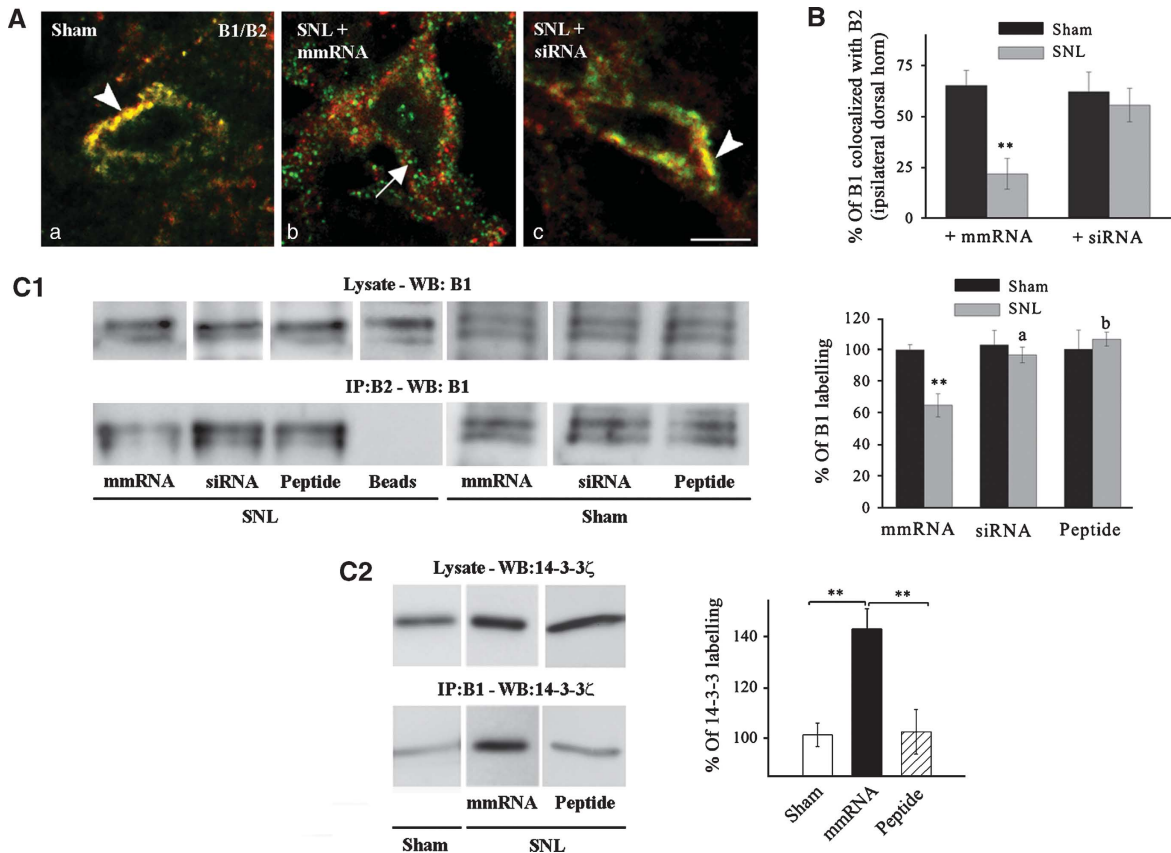 A
Sham
B1/B2
a
SNL +
mmRNA
b
SNL +
siRNA
c
B
% Of B1 colocalized with B2
(ipsilateral dorsal horn)
75
50
25
0
Sham
SNL
**
+ mmRNA
+ siRNA
C1
Lysate - WB: B1
IP:B2 - WB: B1
mmRNA
siRNA
Peptide
Beads
mmRNA
siRNA
Peptide
SNL
Sham
% Of B1 labelling
120
100
80
60
40
20
0
Sham
SNL
**
a
b
mmRNA
siRNA
Peptide
C2
Lysate - WB:14-3-3ζ
IP:B1 - WB:14-3-3ζ
mmRNA
Peptide
Sham
SNL
% Of 14-3-3 labelling
140
120
100
**
**
Sham
mmRNA
Peptide